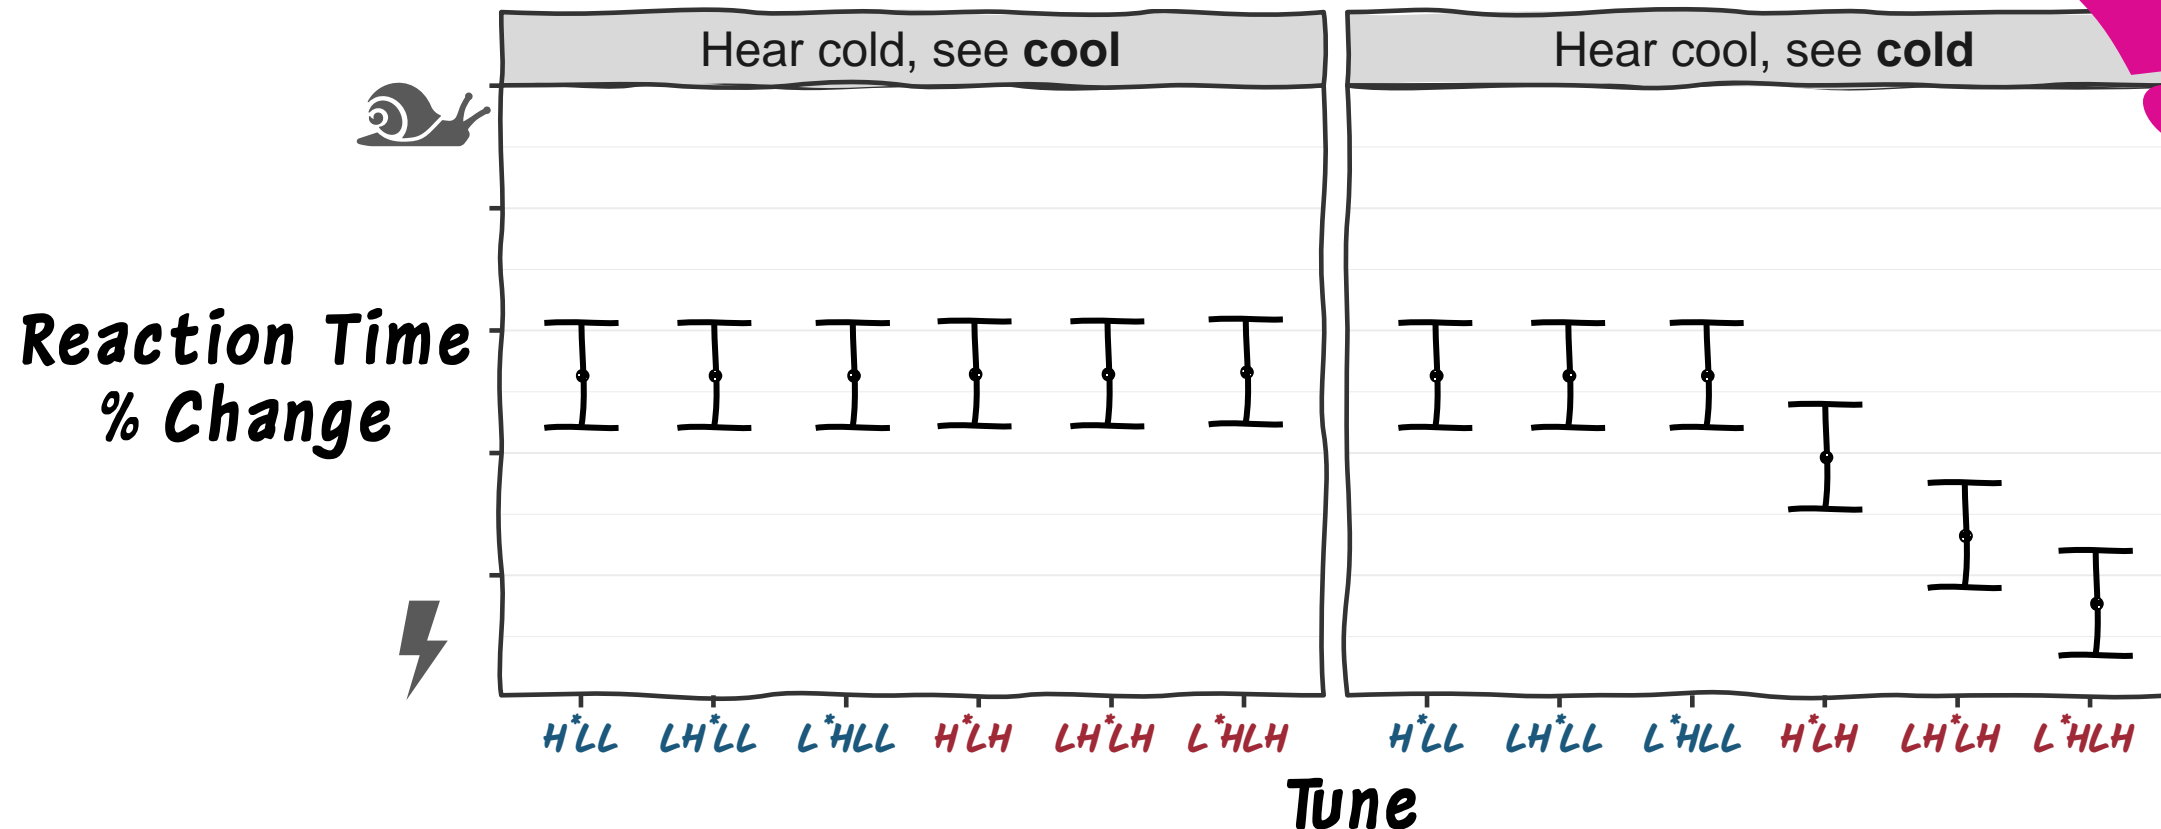 Hear cold, see cool
Hear cool, see cold
Reaction Time
% Change
H*LL LH*LL L*HLL H*LH LH*LH L*HLH
H*LL LH*LL L*HLL H*LH LH*LH L*HLH
Tune